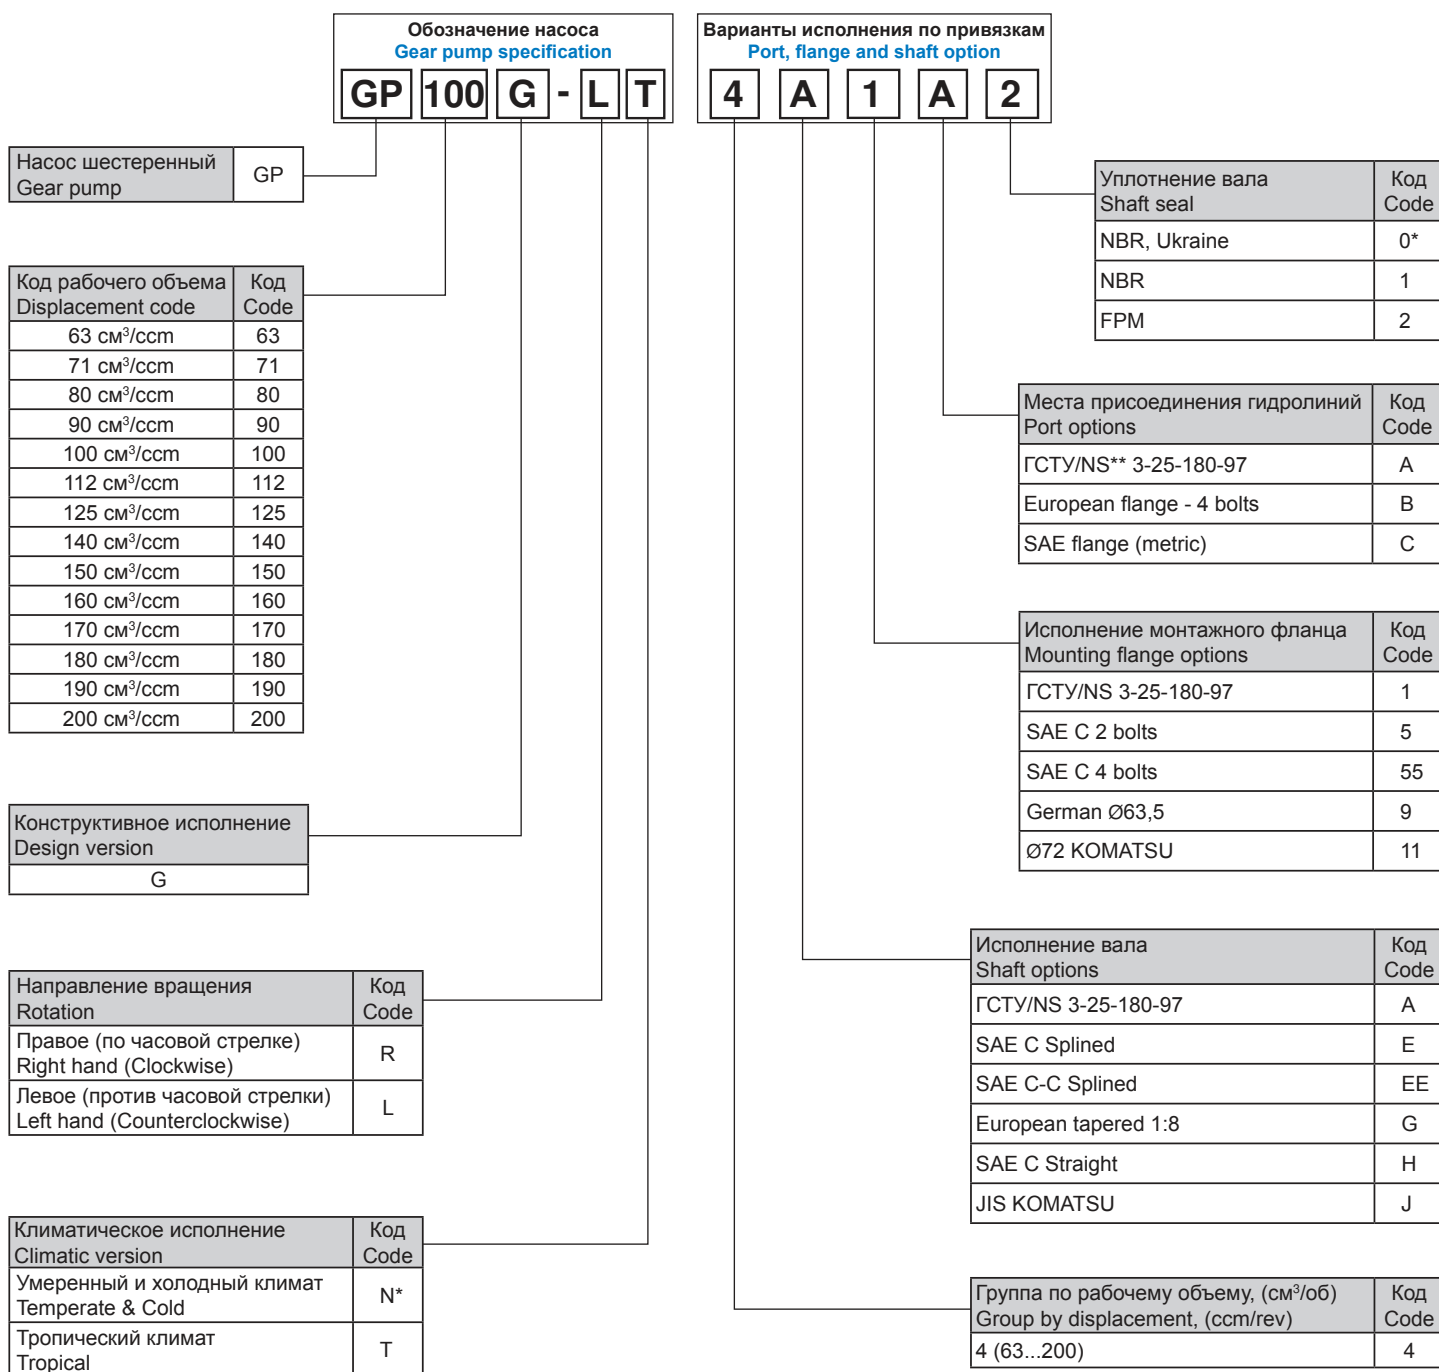 Обозначение насоса
Gear pump specification
GP 100 G - L T
Варианты исполнения по привязкам
Port, flange and shaft option
4 A 1 A 2
Насос шестеренный
Gear pump
GP
Код рабочего объема
Displacement code
Код
Code
63 см³/ccm 63
71 см³/ccm 71
80 см³/ccm 80
90 см³/ccm 90
100 см³/ccm 100
112 см³/ccm 112
125 см³/ccm 125
140 см³/ccm 140
150 см³/ccm 150
160 см³/ccm 160
170 см³/ccm 170
180 см³/ccm 180
190 см³/ccm 190
200 см³/ccm 200
Конструктивное исполнение
Design version
G
Направление вращения
Rotation
Код
Code
Правое (по часовой стрелке)
Right hand (Clockwise)
R
Левое (против часовой стрелки)
Left hand (Counterclockwise)
L
Климатическое исполнение
Climatic version
Код
Code
Умеренный и холодный климат
Temperate & Cold
N*
Тропический климат
Tropical
T
Уплотнение вала
Shaft seal
Код
Code
NBR, Ukraine 0*
NBR 1
FPM 2
Места присоединения гидролиний
Port options
Код
Code
ГСТУ/NS** 3-25-180-97 A
European flange - 4 bolts B
SAE flange (metric) C
Исполнение монтажного фланца
Mounting flange options
Код
Code
ГСТУ/NS 3-25-180-97 1
SAE C 2 bolts 5
SAE C 4 bolts 55
German Ø63,5 9
Ø72 KOMATSU 11
Исполнение вала
Shaft options
Код
Code
ГСТУ/NS 3-25-180-97 A
SAE C Splined E
SAE C-C Splined EE
European tapered 1:8 G
SAE C Straight H
JIS KOMATSU J
Группа по рабочему объему, (см³/об)
Group by displacement, (ccm/rev)
Код
Code
4 (63...200) 4